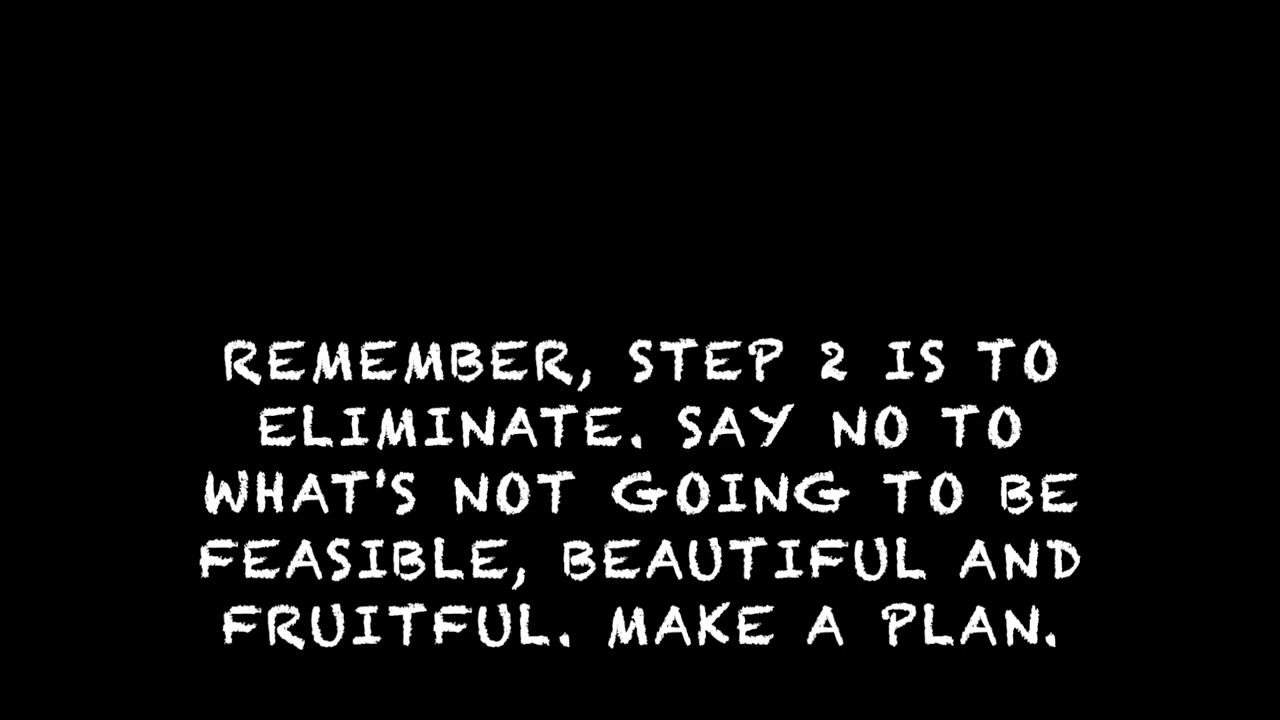 REMEMBER, STEP 2 IS TO
ELIMINATE. SAY NO TO
WHAT'S NOT GOING TO BE
FEASIBLE, BEAUTIFUL AND
FRUITFUL. MAKE A PLAN.